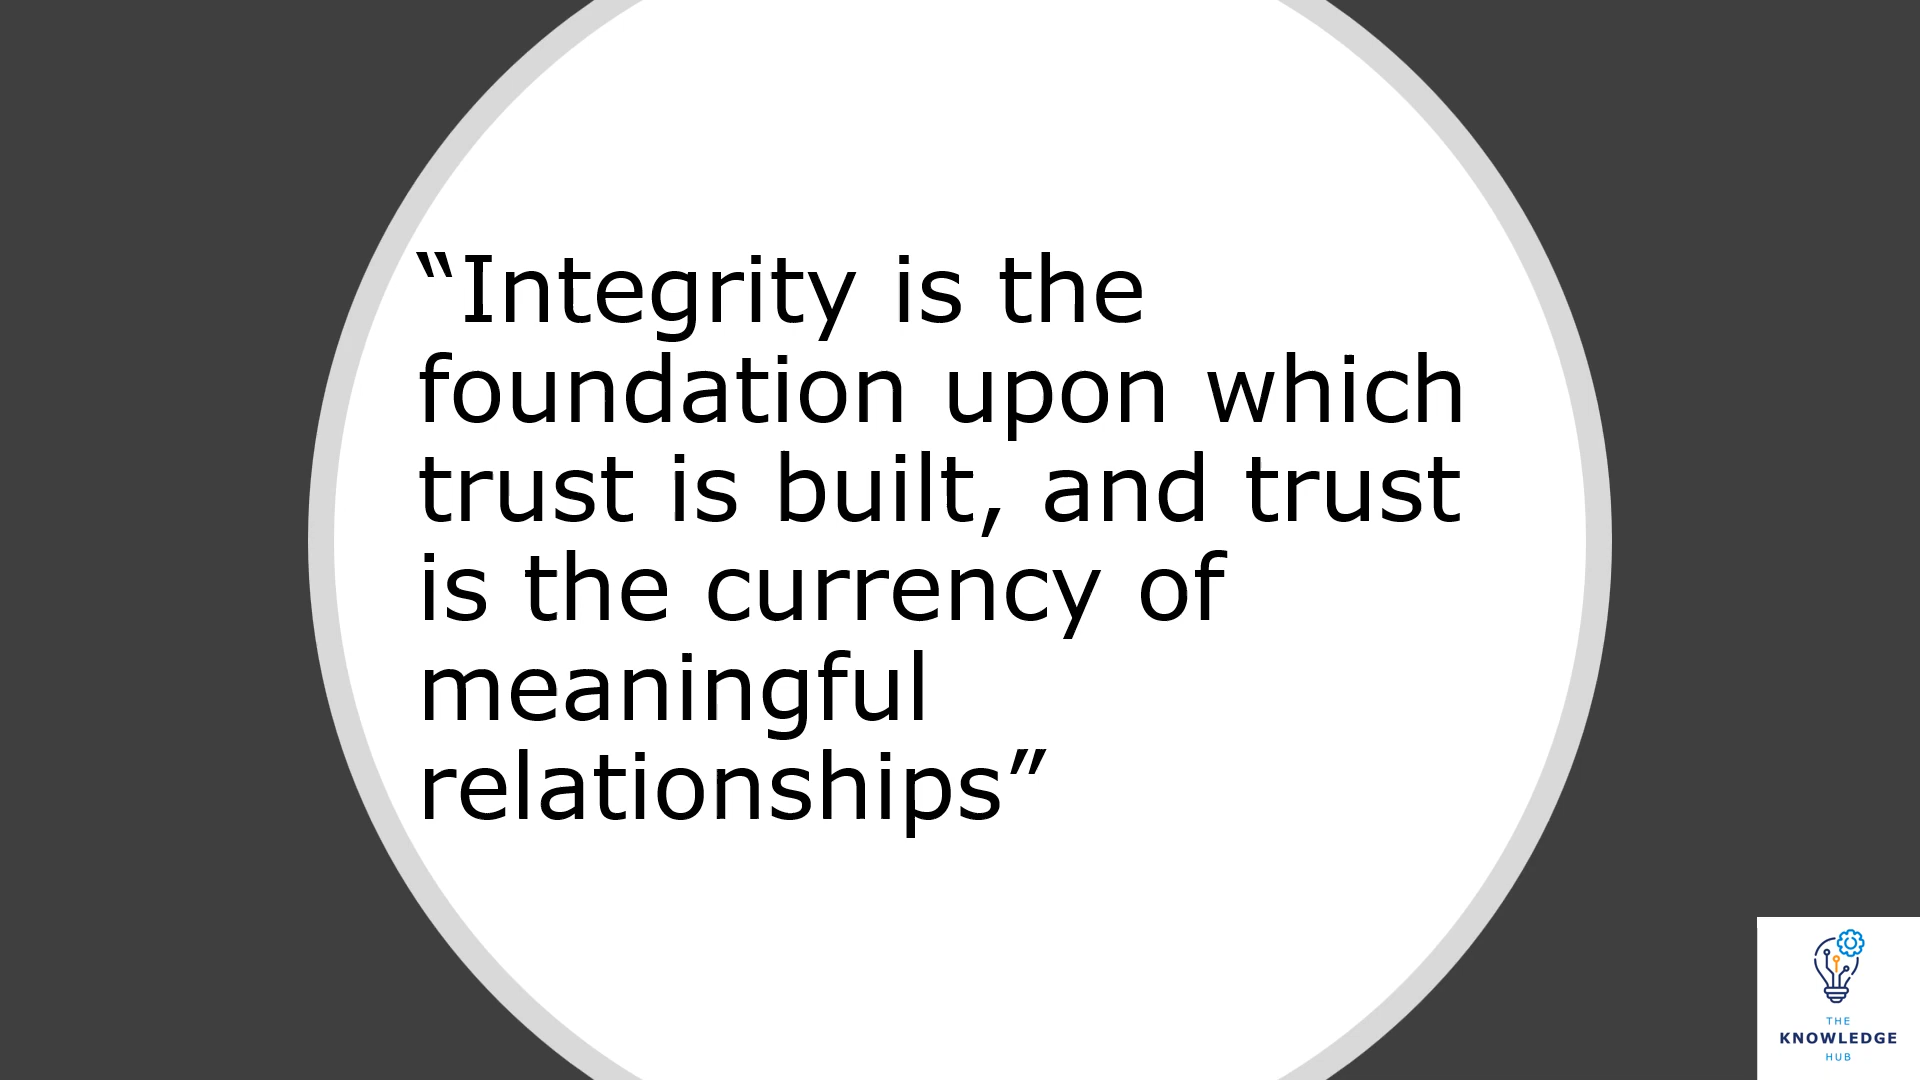 “Integrity is the
foundation upon which
trust is built, and trust
is the currency of
meaningful
relationships”
THE
KNOWLEDGE
HUB